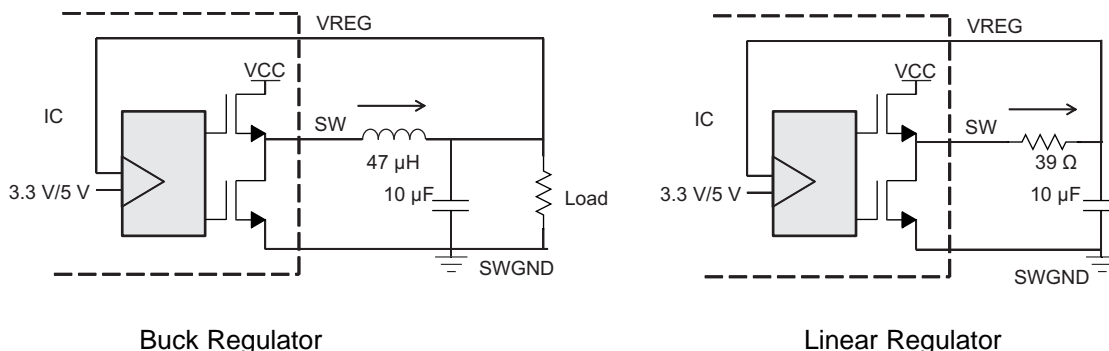 VREG
VCC
IC
SW
47 μH
3.3 V/5 V
10 μF
Load
SWGND
Buck Regulator
VREG
VCC
IC
SW
39 Ω
3.3 V/5 V
10 μF
SWGND
Linear Regulator